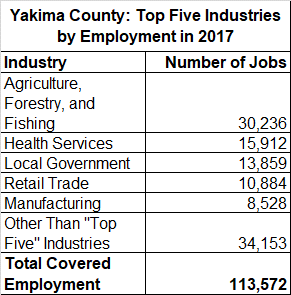 Yakima County: Top Five Industries
by Employment in 2017
Industry Number of Jobs
Agriculture,
Forestry, and
Fishing 30,236
Health Services 15,912
Local Government 13,859
Retail Trade 10,884
Manufacturing 8,528
Other Than "Top
Five" Industries 34,153
Total Covered
Employment 113,572